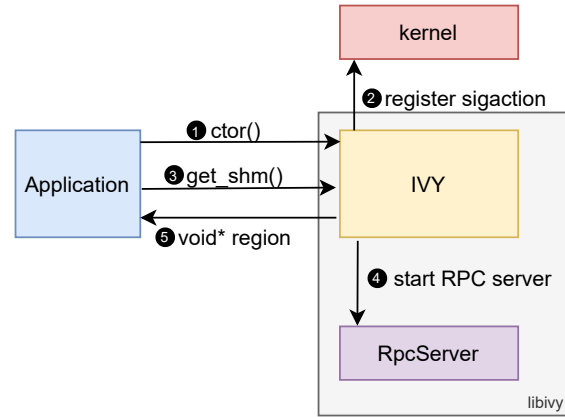 kernel
❷ register sigaction
❶ ctor()
Application
❸ get_shm()
IVY
❺ void* region
❹ start RPC server
RpcServer
libivy